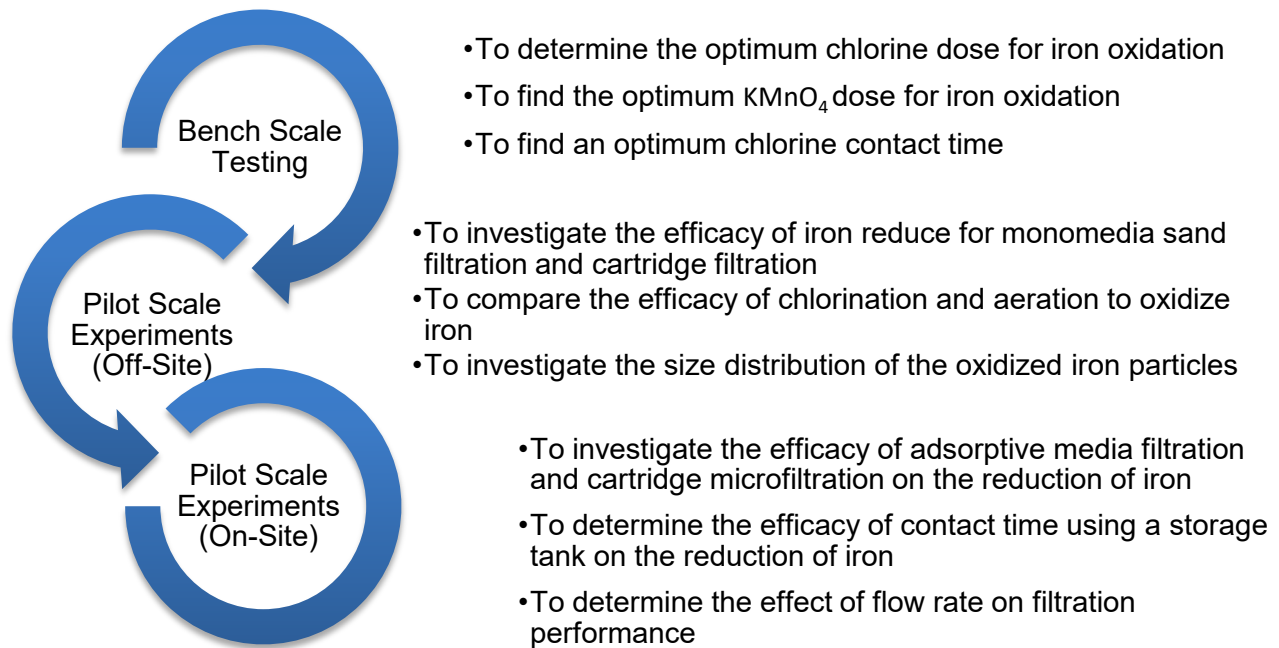 Bench Scale
Testing
•To determine the optimum chlorine dose for iron oxidation
•To find the optimum KMnO₄ dose for iron oxidation
•To find an optimum chlorine contact time
Pilot Scale
Experiments
(Off-Site)
•To investigate the efficacy of iron reduce for monomedia sand
filtration and cartridge filtration
•To compare the efficacy of chlorination and aeration to oxidize
iron
•To investigate the size distribution of the oxidized iron particles
Pilot Scale
Experiments
(On-Site)
•To investigate the efficacy of adsorptive media filtration
and cartridge microfiltration on the reduction of iron
•To determine the efficacy of contact time using a storage
tank on the reduction of iron
•To determine the effect of flow rate on filtration
performance